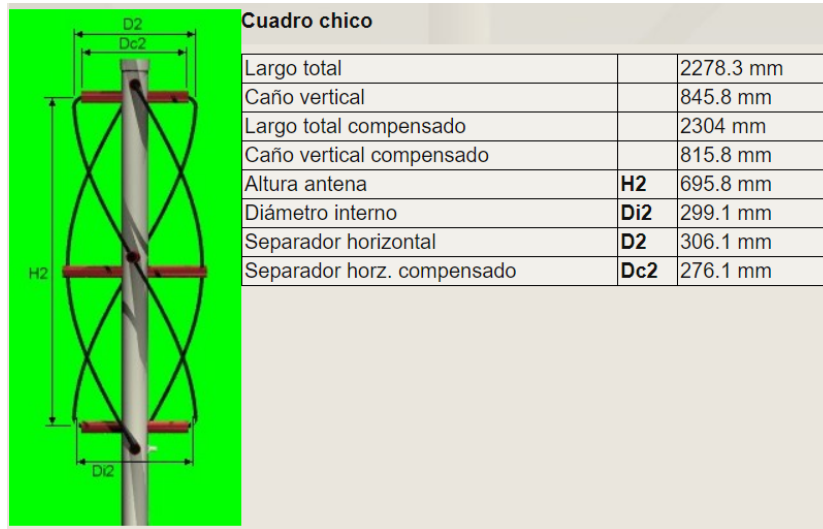 D2
Dc2
H2
Di2
Cuadro chico
Largo total 2278.3 mm
Caño vertical 845.8 mm
Largo total compensado 2304 mm
Caño vertical compensado 815.8 mm
Altura antena H2 695.8 mm
Diámetro interno Di2 299.1 mm
Separador horizontal D2 306.1 mm
Separador horz. compensado Dc2 276.1 mm